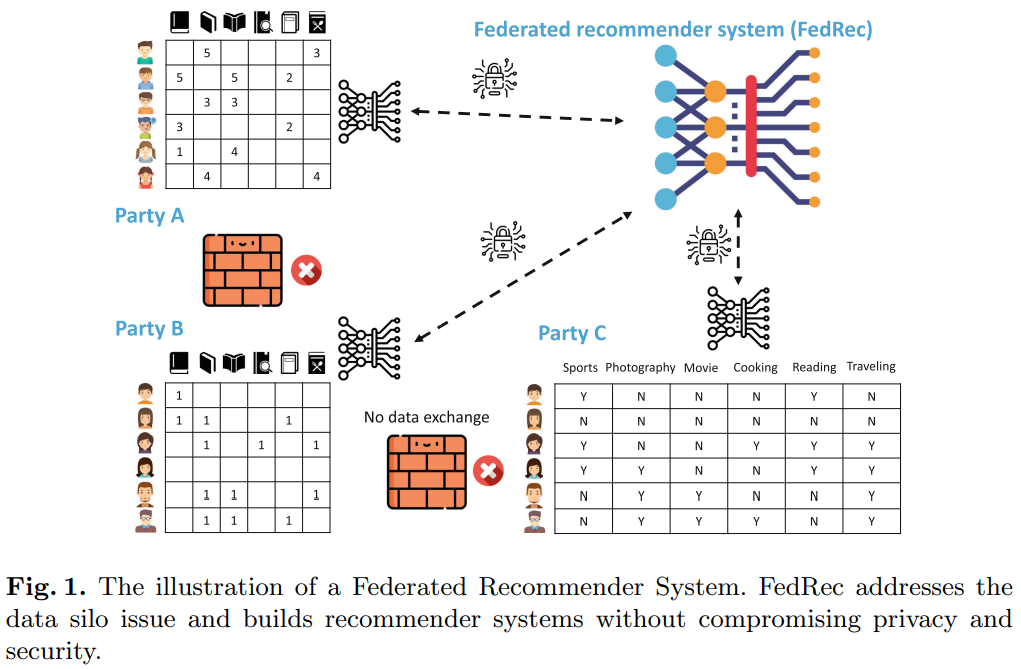 Federated recommender system (FedRec)
5 3
5 5 2
3 3
3 2
1 4
4 4
Party A
Party B
1
1 1 1
1 1 1
1 1 1
1 1 1
No data exchange
Party C
Sports Photography Movie Cooking Reading Traveling
Y N N N Y N
N N N N N N
Y N N Y Y Y
Y Y N N Y Y
N Y Y N N Y
N Y Y Y N Y
Fig. 1. The illustration of a Federated Recommender System. FedRec addresses the
data silo issue and builds recommender systems without compromising privacy and
security.